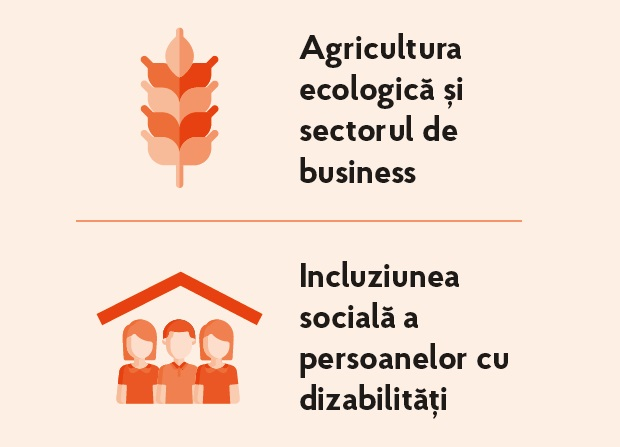 Agricultura
ecologică și
sectorul de
business
Incluziunea
socială a
persoanelor cu
dizabilități